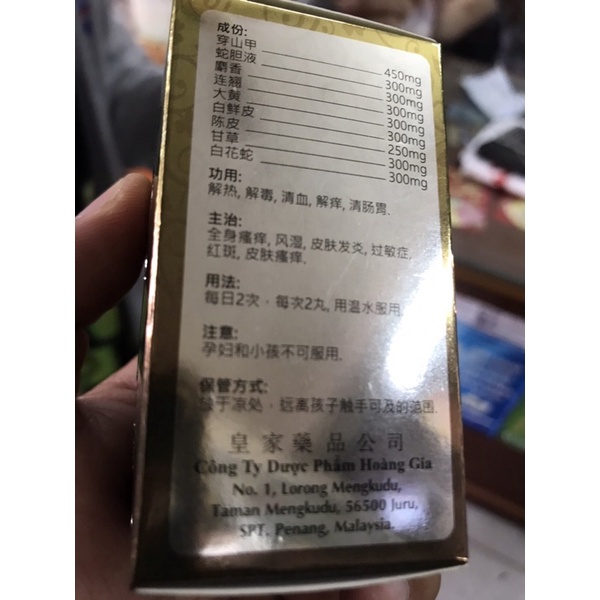 成份:
穿山甲 450mg
蛇胆液 300mg
麝香 300mg
连翘 300mg
大黄 300mg
白鲜皮 300mg
陈皮 250mg
甘草 300mg
白花蛇 300mg
功用:
解热, 解毒, 清血, 解痒, 清肠胃.
主治:
全身瘙痒, 风湿, 皮肤发炎, 过敏症,
红斑, 皮肤瘙痒.
用法:
每日2次，每次2丸, 用温水服用.
注意:
孕妇和小孩不可服用.
保管方式:
放于凉处，远离孩子触手可及的范围.
皇家藥品公司
Công Ty Dược Phẩm Hoàng Gia
No. 1, Lorong Mengkudu,
Taman Mengkudu, 56500 Juru,
SPT. Penang, Malaysia.